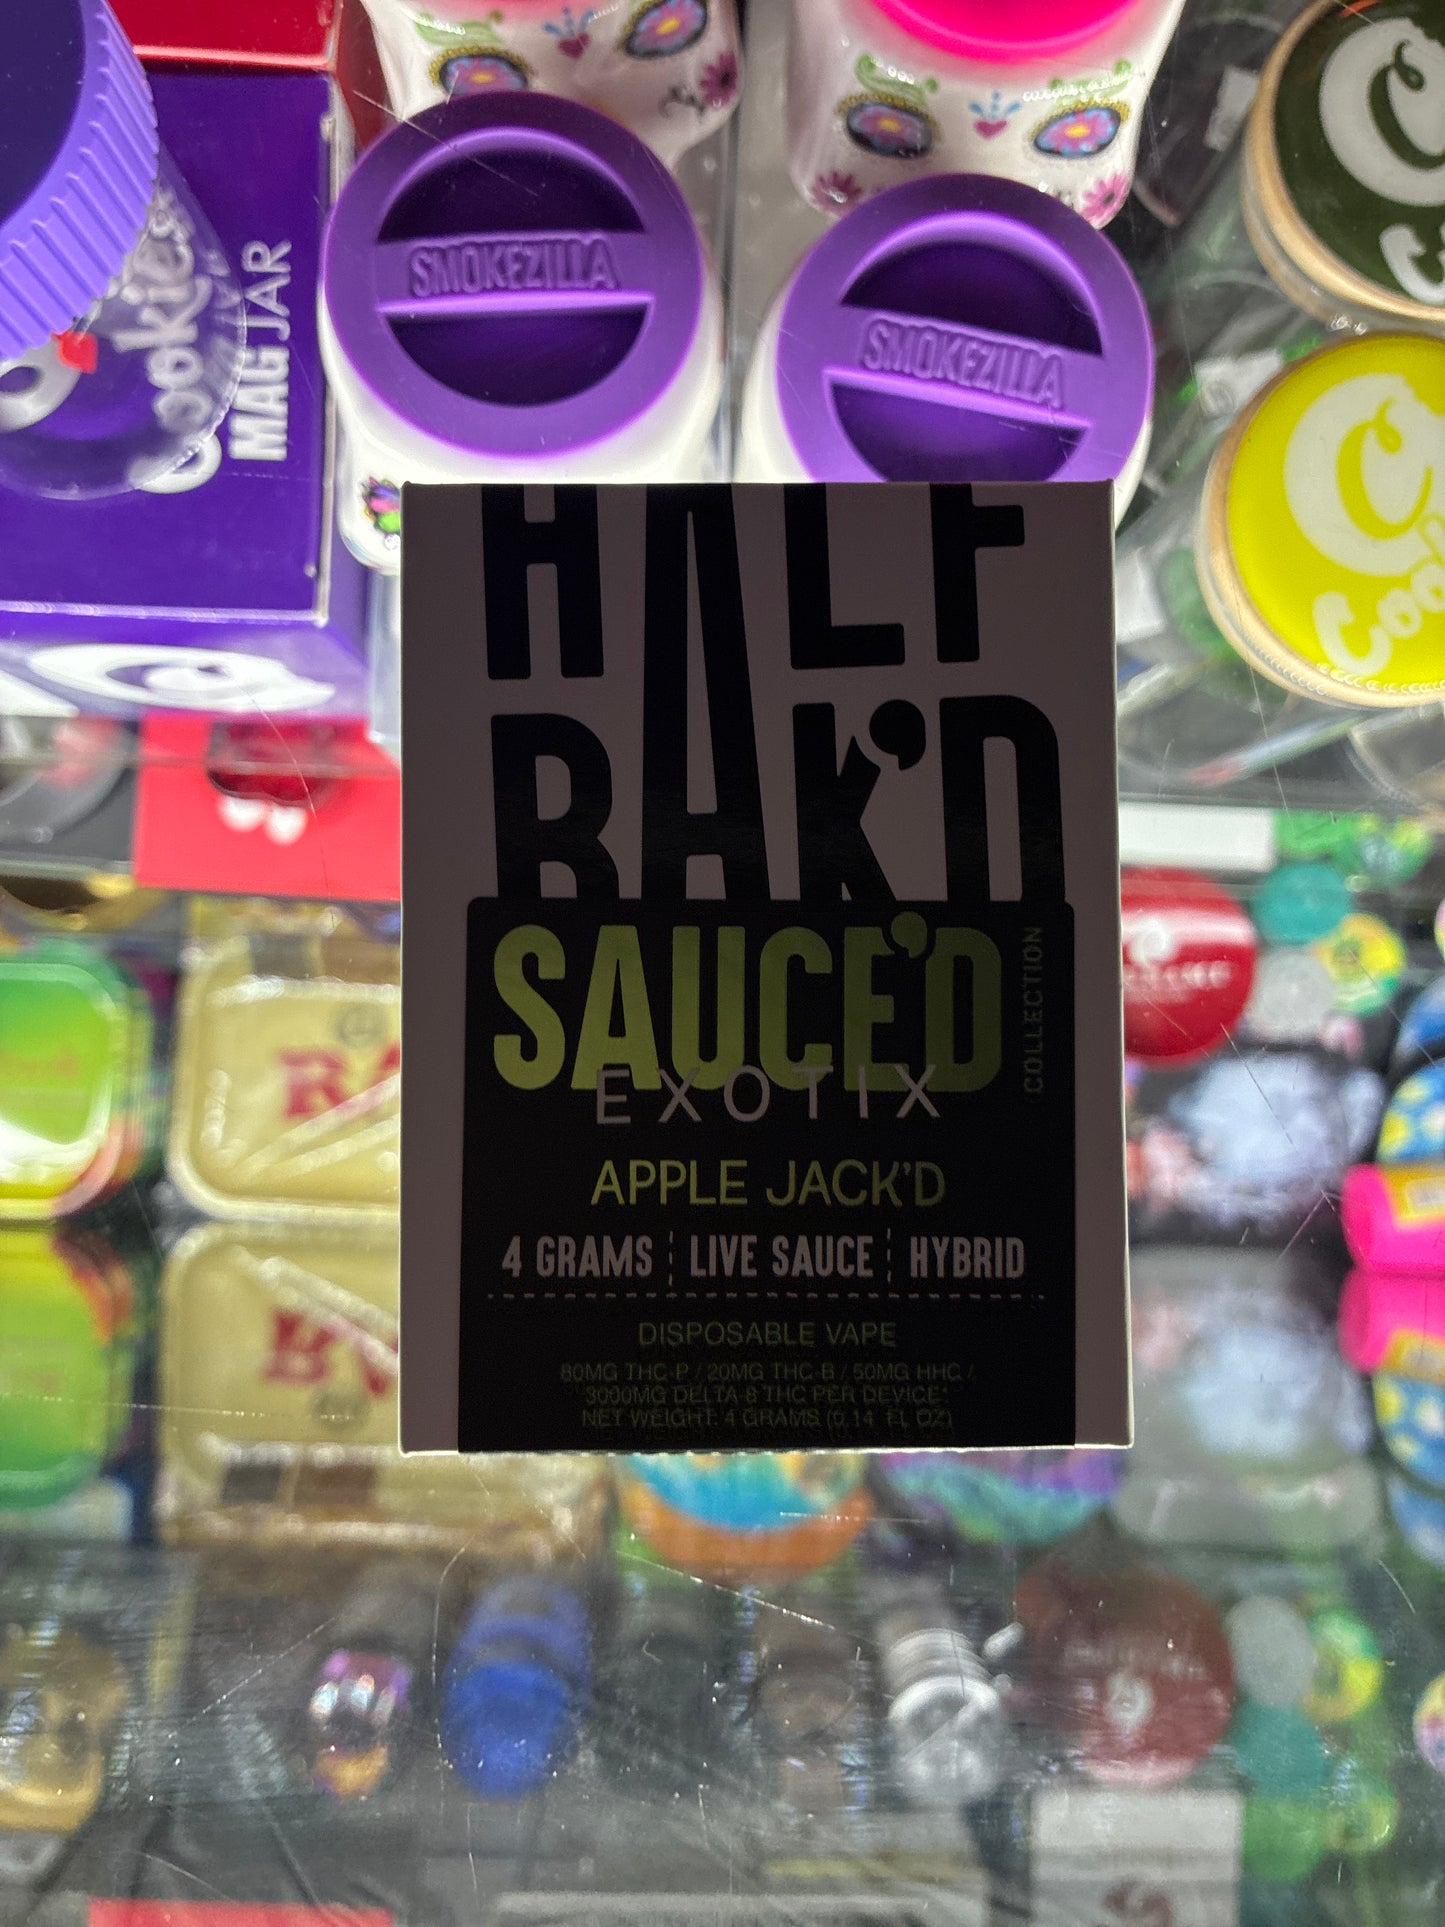 SMOKEZILLA
SMOKEZILLA
Cookies
MAG JAR
C
Coo
HALF
BAK'D
SAUCE'D
COLLECTION
EXOTIX
APPLE JACK'D
4 GRAMS | LIVE SAUCE | HYBRID
DISPOSABLE VAPE
80MG THC-P / 20MG THC-B / 50MG HHC /
3000MG DELTA-8 THC PER DEVICE*
NET WEIGHT: 4 GRAMS (0.14 FL OZ)